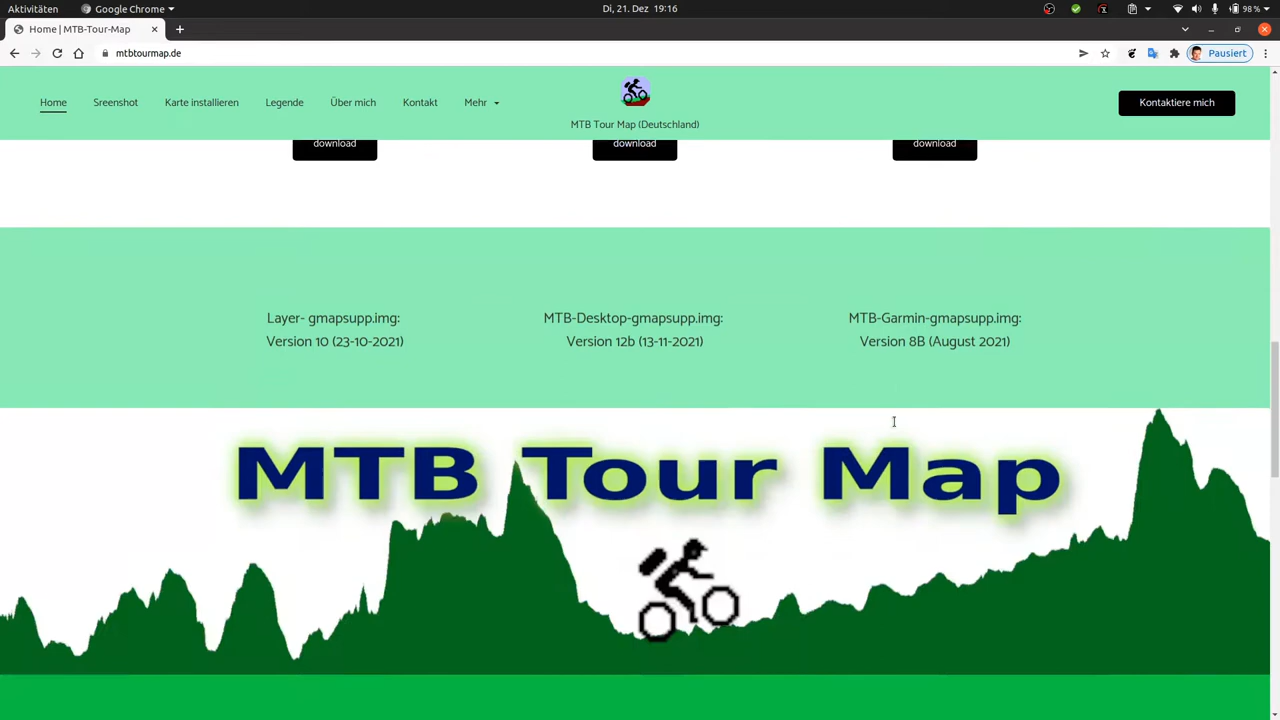 Aktivitäten
Google Chrome
Di, 21. Dez 19:16
98 %
Home | MTB-Tour-Map
mtbtourmap.de
Pausiert
Home
Sreenshot
Karte installieren
Legende
Über mich
Kontakt
Mehr
MTB Tour Map (Deutschland)
Kontaktiere mich
download
download
download
Layer- gmapsupp.img:
Version 10 (23-10-2021)
MTB-Desktop-gmapsupp.img:
Version 12b (13-11-2021)
MTB-Garmin-gmapsupp.img:
Version 8B (August 2021)
MTB Tour Map